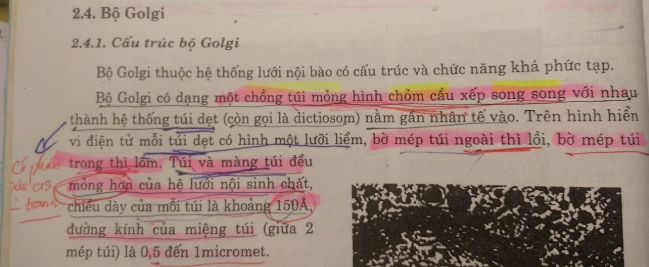 2.4. Bộ Golgi
2.4.1. Cấu trúc bộ Golgi
Bộ Golgi thuộc hệ thống lưới nội bào có cấu trúc và chức năng khá phức tạp.
Bộ Golgi có dạng một chồng túi mỏng hình chỏm cầu xếp song song với nhau
thành hệ thống túi dẹt (còn gọi là dictiosom) nằm gần nhân tế vào. Trên hình hiển
vi điện tử mỗi túi dẹt có hình một lưỡi liềm, bờ mép túi ngoài thì lồi, bờ mép túi
trong thì lõm. Túi và màng túi đều
mỏng hơn của hệ lưới nội sinh chất,
chiều dày của mỗi túi là khoảng 150Å,
đường kính của miệng túi (giữa 2
mép túi) là 0,5 đến 1micromet.
Có phân
cis
- trans